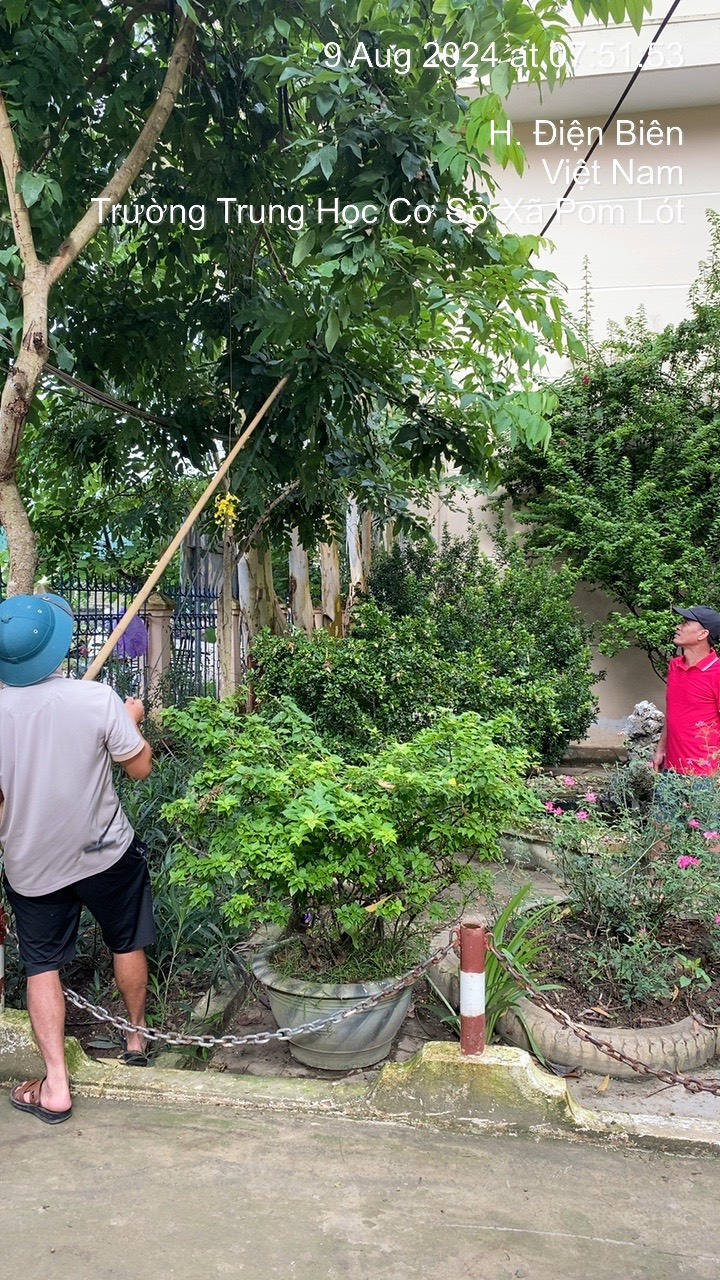 9 Aug 2024 at 07:51:53
H. Điện Biên
Việt Nam
Trường Trung Học Cơ Sở Xã Pom Lót